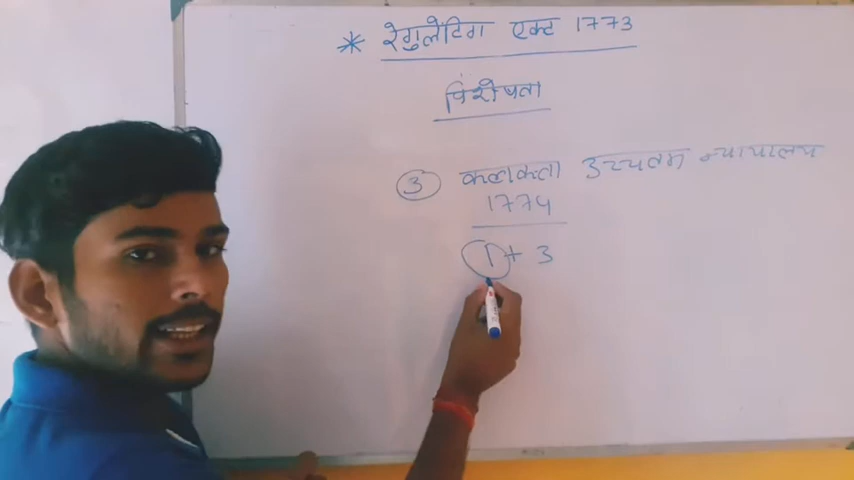 * रेगुलेटिंग एक्ट 1773
विशेषता
3 कलकता उच्चतम न्यायालय
1774
1 + 3